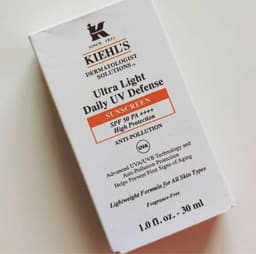 K
SINCE 1851
KIEHL'S
DERMATOLOGIST
SOLUTIONS™
Ultra Light
Daily UV Defense
SUNSCREEN
SPF 50 PA ++++
High Protection
ANTI-POLLUTION
UVA
Advanced UVA/UVB Technology and
Anti-Pollution Protection
Helps Prevent First Signs of Aging
Lightweight Formula for All Skin Types
Fragrance-Free
1.0 fl. oz. - 30 ml